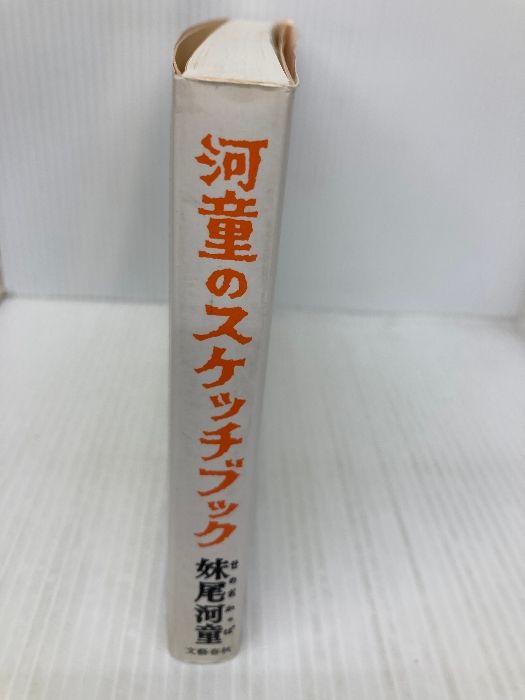 河童のスケッチブック
妹尾河童
せのおかっぱ
文藝春秋